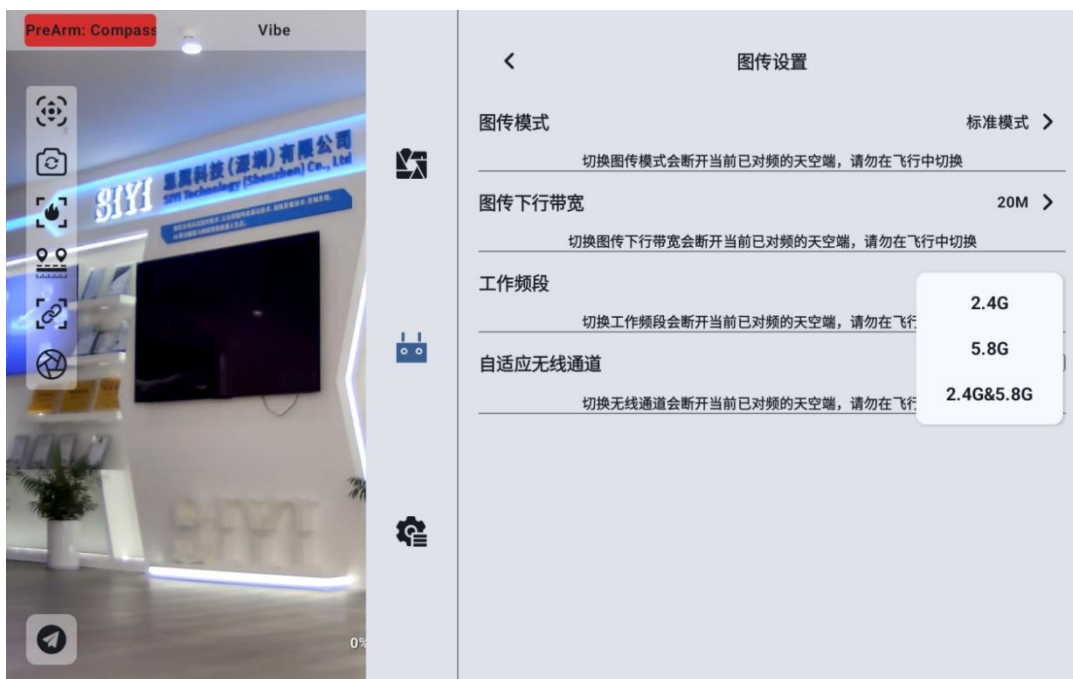 PreArm: Compass
Vibe
思翼科技(深圳)有限公司
SIYI Technology (Shenzhen) Co., Ltd
SIYI
0%
图传设置
图传模式
标准模式
切换图传模式会断开当前已对频的天空端，请勿在飞行中切换
图传下行带宽
20M
切换图传下行带宽会断开当前已对频的天空端，请勿在飞行中切换
工作频段
切换工作频段会断开当前已对频的天空端，请勿在飞行
自适应无线通道
切换无线通道会断开当前已对频的天空端，请勿在飞行
2.4G
5.8G
2.4G&5.8G